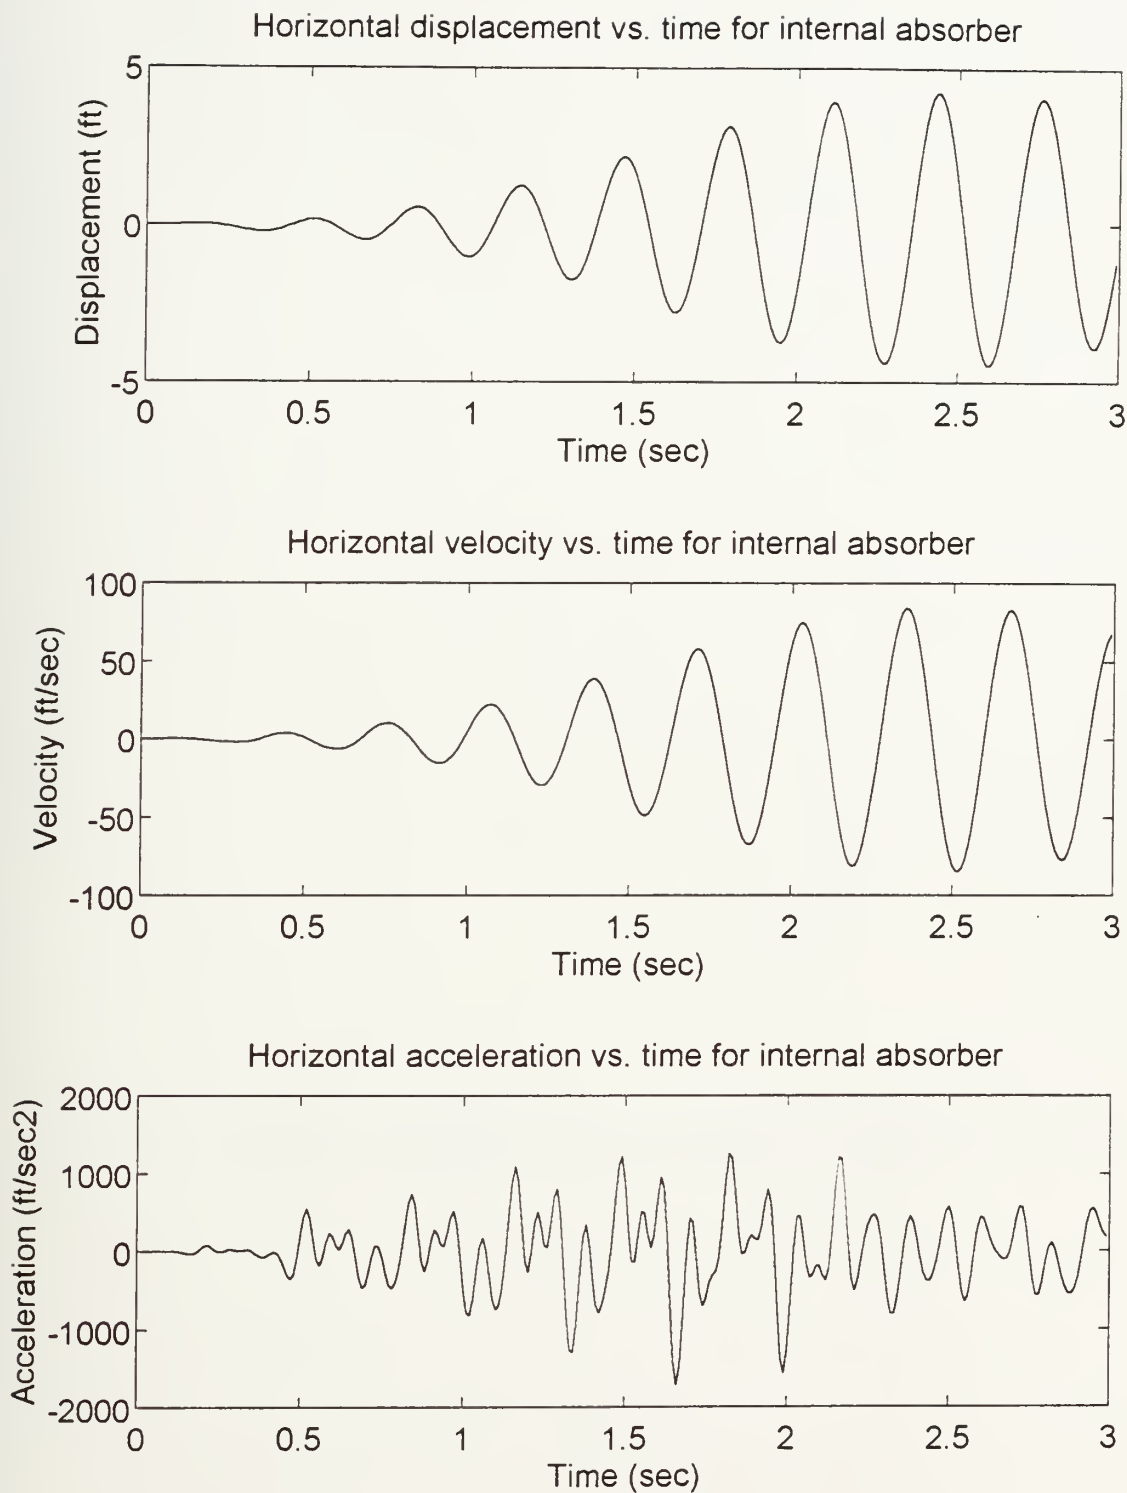 Horizontal displacement vs. time for internal absorber
Displacement (ft)
5
0
-5
0 0.5 1 1.5 2 2.5 3
Time (sec)
Horizontal velocity vs. time for internal absorber
Velocity (ft/sec)
100
50
0
-50
-100
0 0.5 1 1.5 2 2.5 3
Time (sec)
Horizontal acceleration vs. time for internal absorber
Acceleration (ft/sec2)
2000
1000
0
-1000
-2000
0 0.5 1 1.5 2 2.5 3
Time (sec)